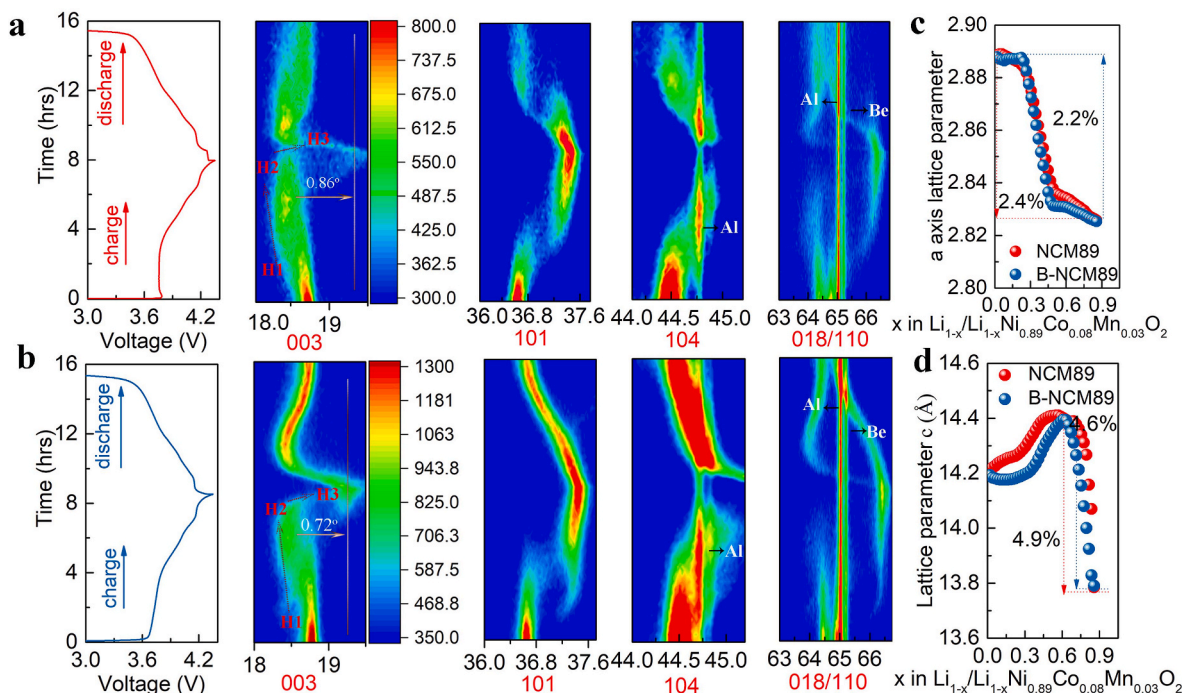 a
16
12
8
4
0
Time (hrs)
discharge
charge
3.0 3.6 4.2
Voltage (V)
H3
H2
0.86°
H1
18.0 19
003
800.0
737.5
675.0
612.5
550.0
487.5
425.0
362.5
300.0
36.0 36.8 37.6
101
Al
44.0 44.5 45.0
104
Al
Be
63 64 65 66
018/110
c
a axis lattice parameter
2.90
2.88
2.86
2.84
2.82
2.80
2.2%
2.4%
NCM89
B-NCM89
0.0 0.3 0.6 0.9
x in Li1-x/Li1-xNi0.89Co0.08Mn0.03O2
b
16
12
8
4
0
Time (hrs)
discharge
charge
3.0 3.6 4.2
Voltage (V)
H3
H2
0.72°
H1
18 19
003
1300
1181
1063
943.8
825.0
706.3
587.5
468.8
350.0
36.0 36.8 37.6
101
Al
44.0 44.5 45.0
104
Al
Be
63 64 65 66
018/110
d
Lattice parameter c (Å)
14.6
14.4
14.2
14.0
13.8
13.6
NCM89
B-NCM89
4.6%
4.9%
0.0 0.3 0.6 0.9
x in Li1-x/Li1-xNi0.89Co0.08Mn0.03O2